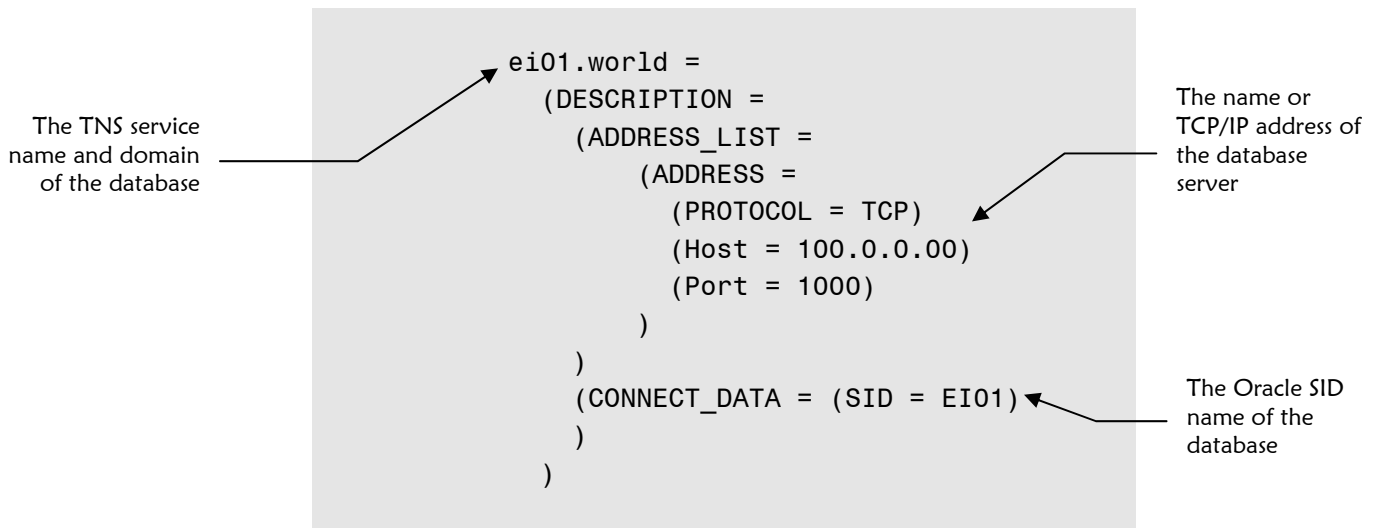 The TNS service
name and domain
of the database
ei01.world =
(DESCRIPTION =
(ADDRESS_LIST =
(ADDRESS =
(PROTOCOL = TCP)
(Host = 100.0.0.00)
(Port = 1000)
)
)
(CONNECT_DATA = (SID = EI01)
)
)
The name or
TCP/IP address of
the database
server
The Oracle SID
name of the
database